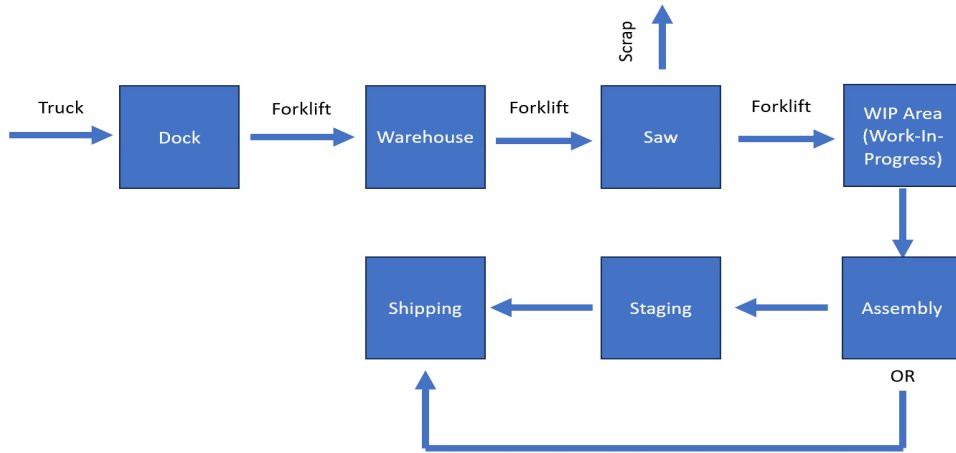 Scrap
Truck
Forklift
Forklift
Forklift
Dock
Warehouse
Saw
WIP Area
(Work-In-
Progress)
Shipping
Staging
Assembly
OR